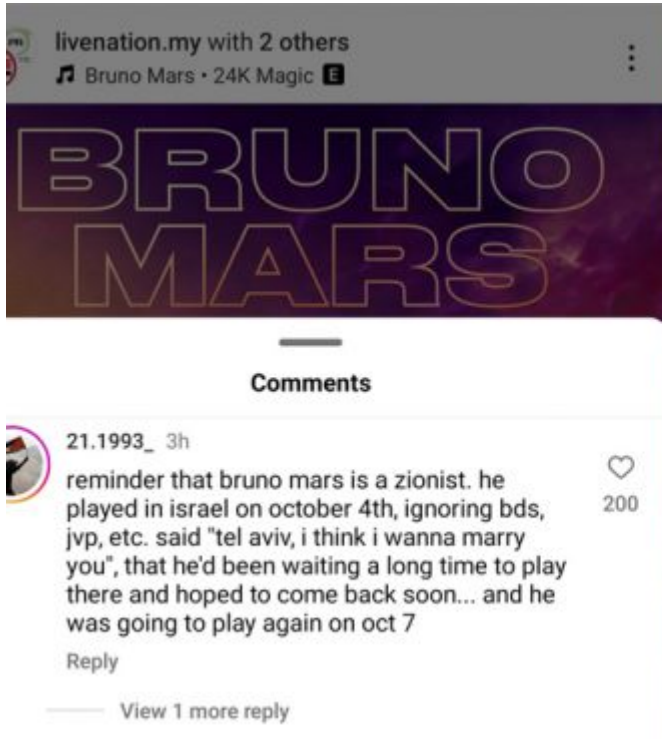 livenation.my with 2 others
Bruno Mars • 24K Magic E
BRUNO
MARS
Comments
21.1993_ 3h
reminder that bruno mars is a zionist. he
played in israel on october 4th, ignoring bds,
jvp, etc. said "tel aviv, i think i wanna marry
you", that he'd been waiting a long time to play
there and hoped to come back soon... and he
was going to play again on oct 7
200
Reply
View 1 more reply